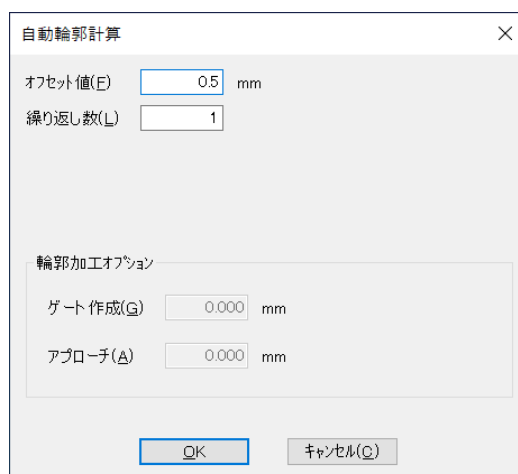 自動輪郭計算
ｵﾌｾｯﾄ値(F) 0.5 mm
繰り返し数(L) 1
輪郭加工ｵﾌﾟｼｮﾝ
ゲート作成(G) 0.000 mm
アプローチ(A) 0.000 mm
OK ｷｬﾝｾﾙ(C)